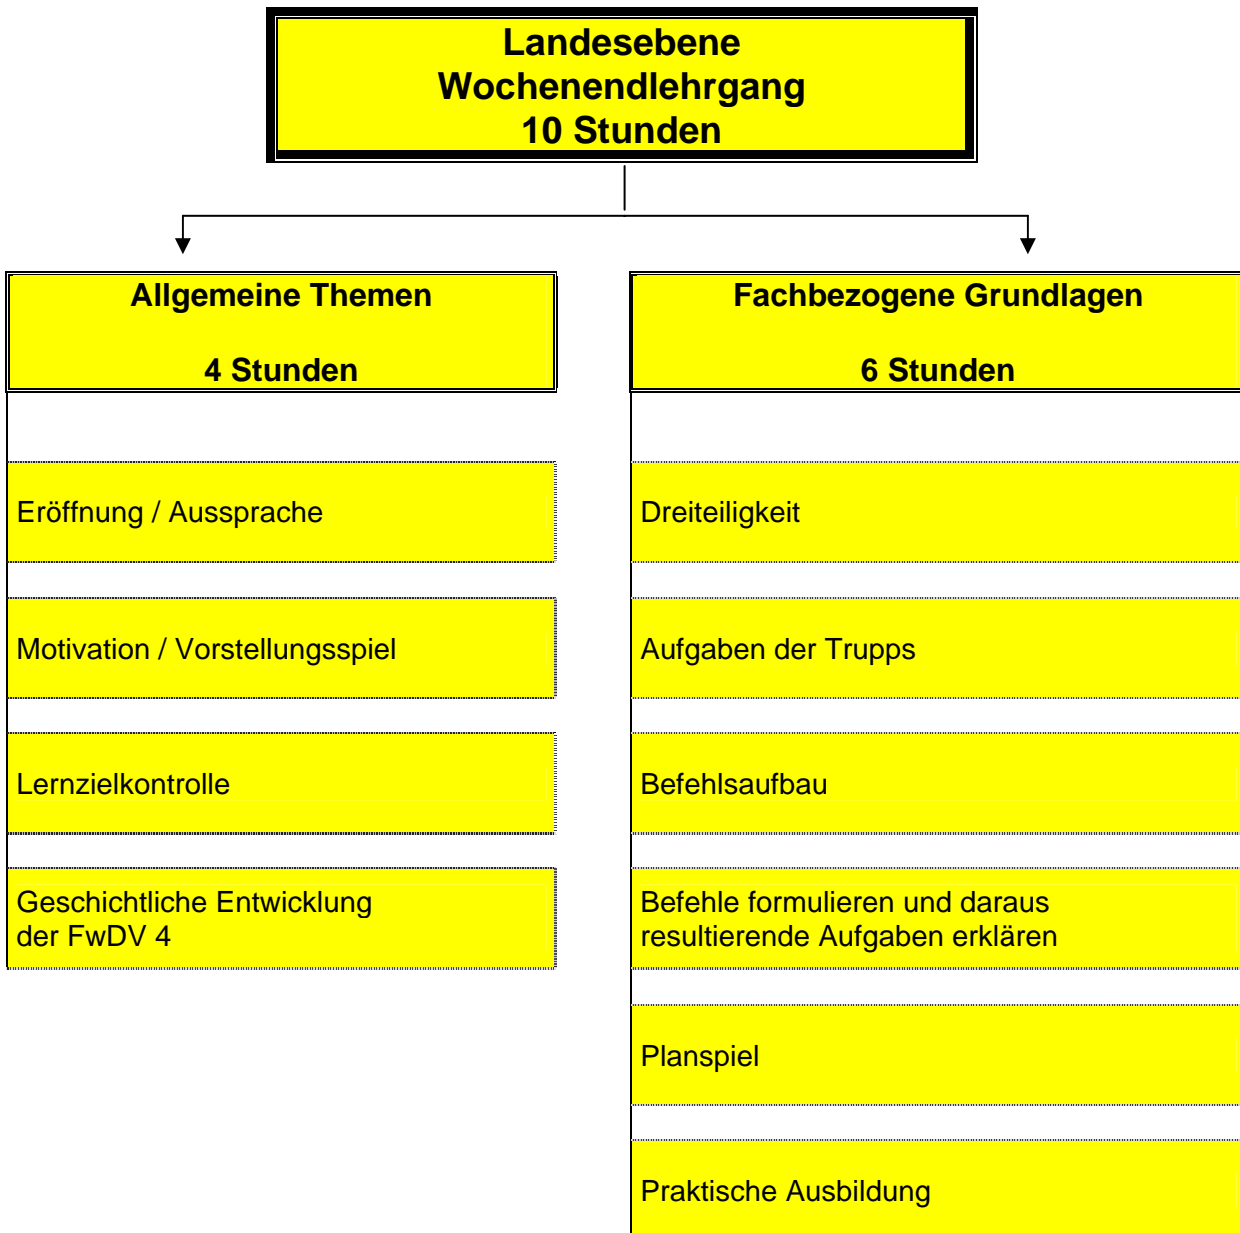 Landesebene
Wochenendlehrgang
10 Stunden
Allgemeine Themen
4 Stunden
Eröffnung / Aussprache
Motivation / Vorstellungsspiel
Lernzielkontrolle
Geschichtliche Entwicklung
der FwDV 4
Fachbezogene Grundlagen
6 Stunden
Dreiteiligkeit
Aufgaben der Trupps
Befehlsaufbau
Befehle formulieren und daraus
resultierende Aufgaben erklären
Planspiel
Praktische Ausbildung